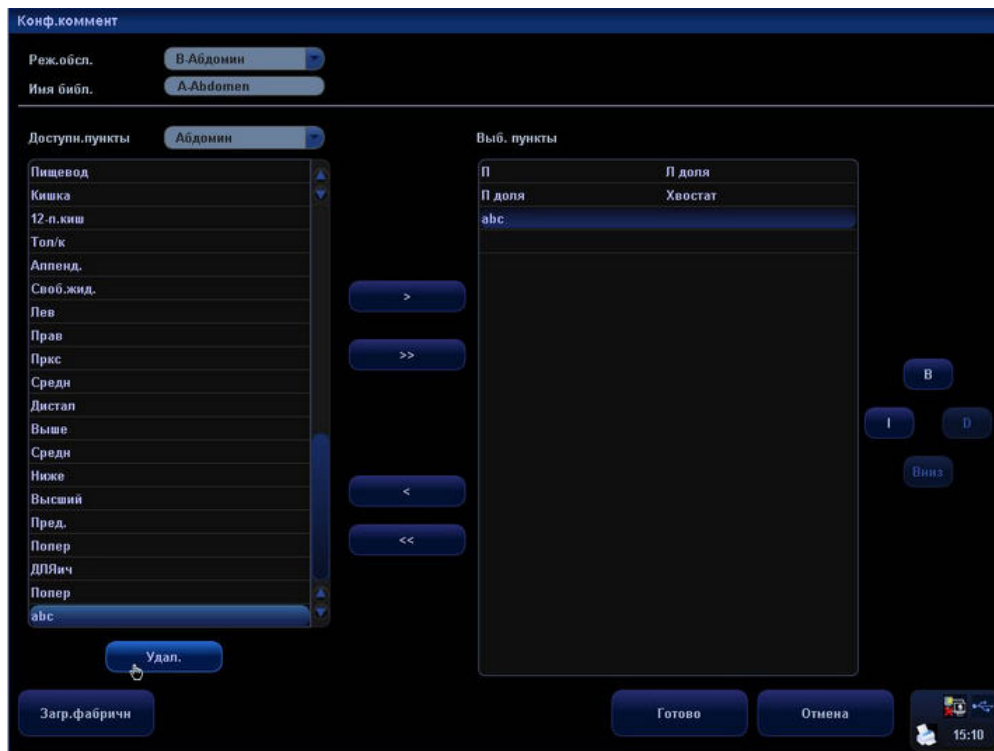 Конф.коммент
Реж.обсл. В-Абдомин
Имя библ. A-Abdomen
Доступн.пункты Абдомин
Выб. пункты
Пищевод
Кишка
12-п.киш
Тол/к
Аппенд.
Своб.жид.
Лев
Прав
Пркс
Средн
Дистал
Выше
Средн
Ниже
Высший
Пред.
Попер
ДПЯич
Попер
abc
Удал.
>
>>
<
<<
П Л доля
П доля Хвостат
abc
В
I D
Вниз
Загр.фабричн
Готово
Отмена
15:10